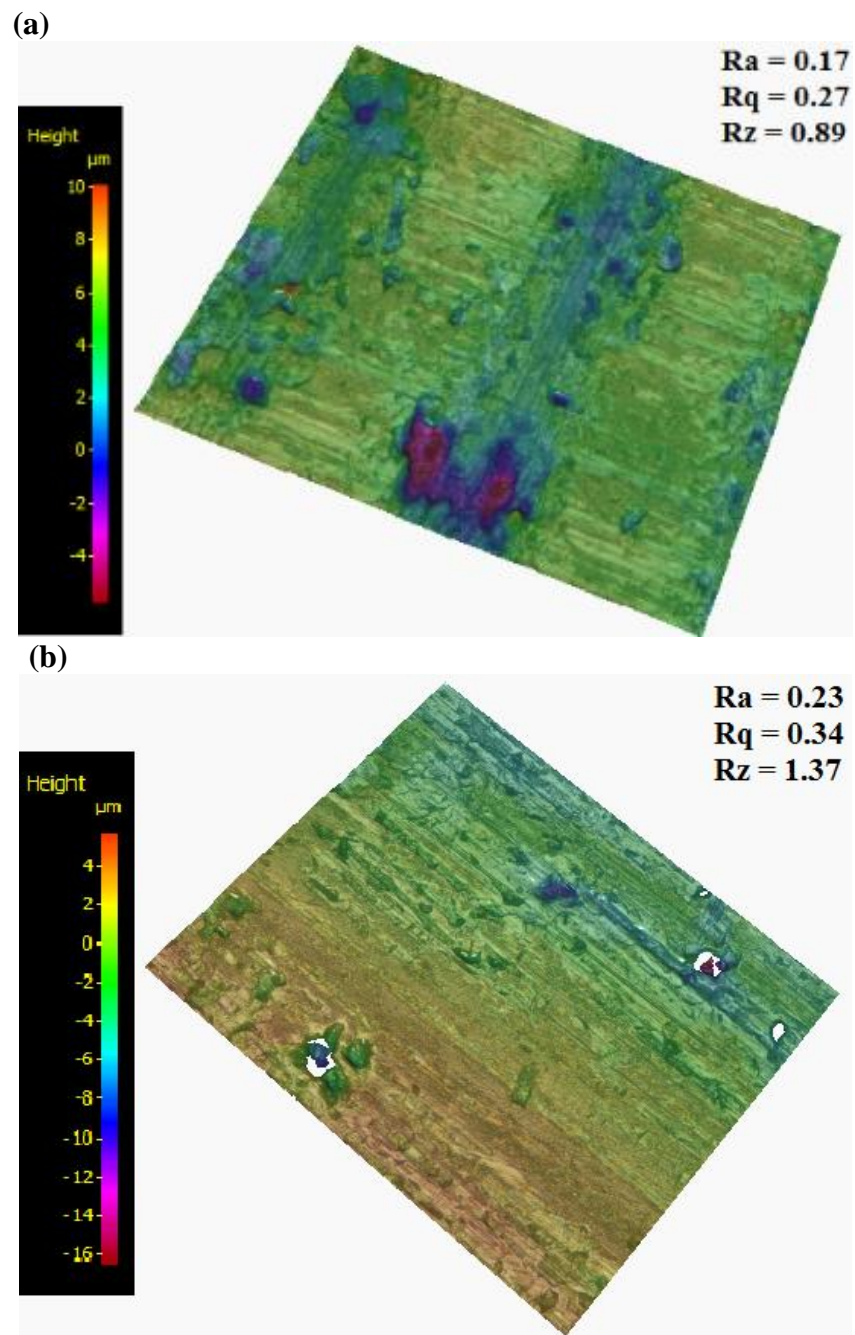 (a)
Ra = 0.17
Rq = 0.27
Rz = 0.89
Height
µm
10
8
6
4
2
0
-2
-4
(b)
Ra = 0.23
Rq = 0.34
Rz = 1.37
Height
µm
4
2
0
-2
-4
-6
-8
-10
-12
-14
-16